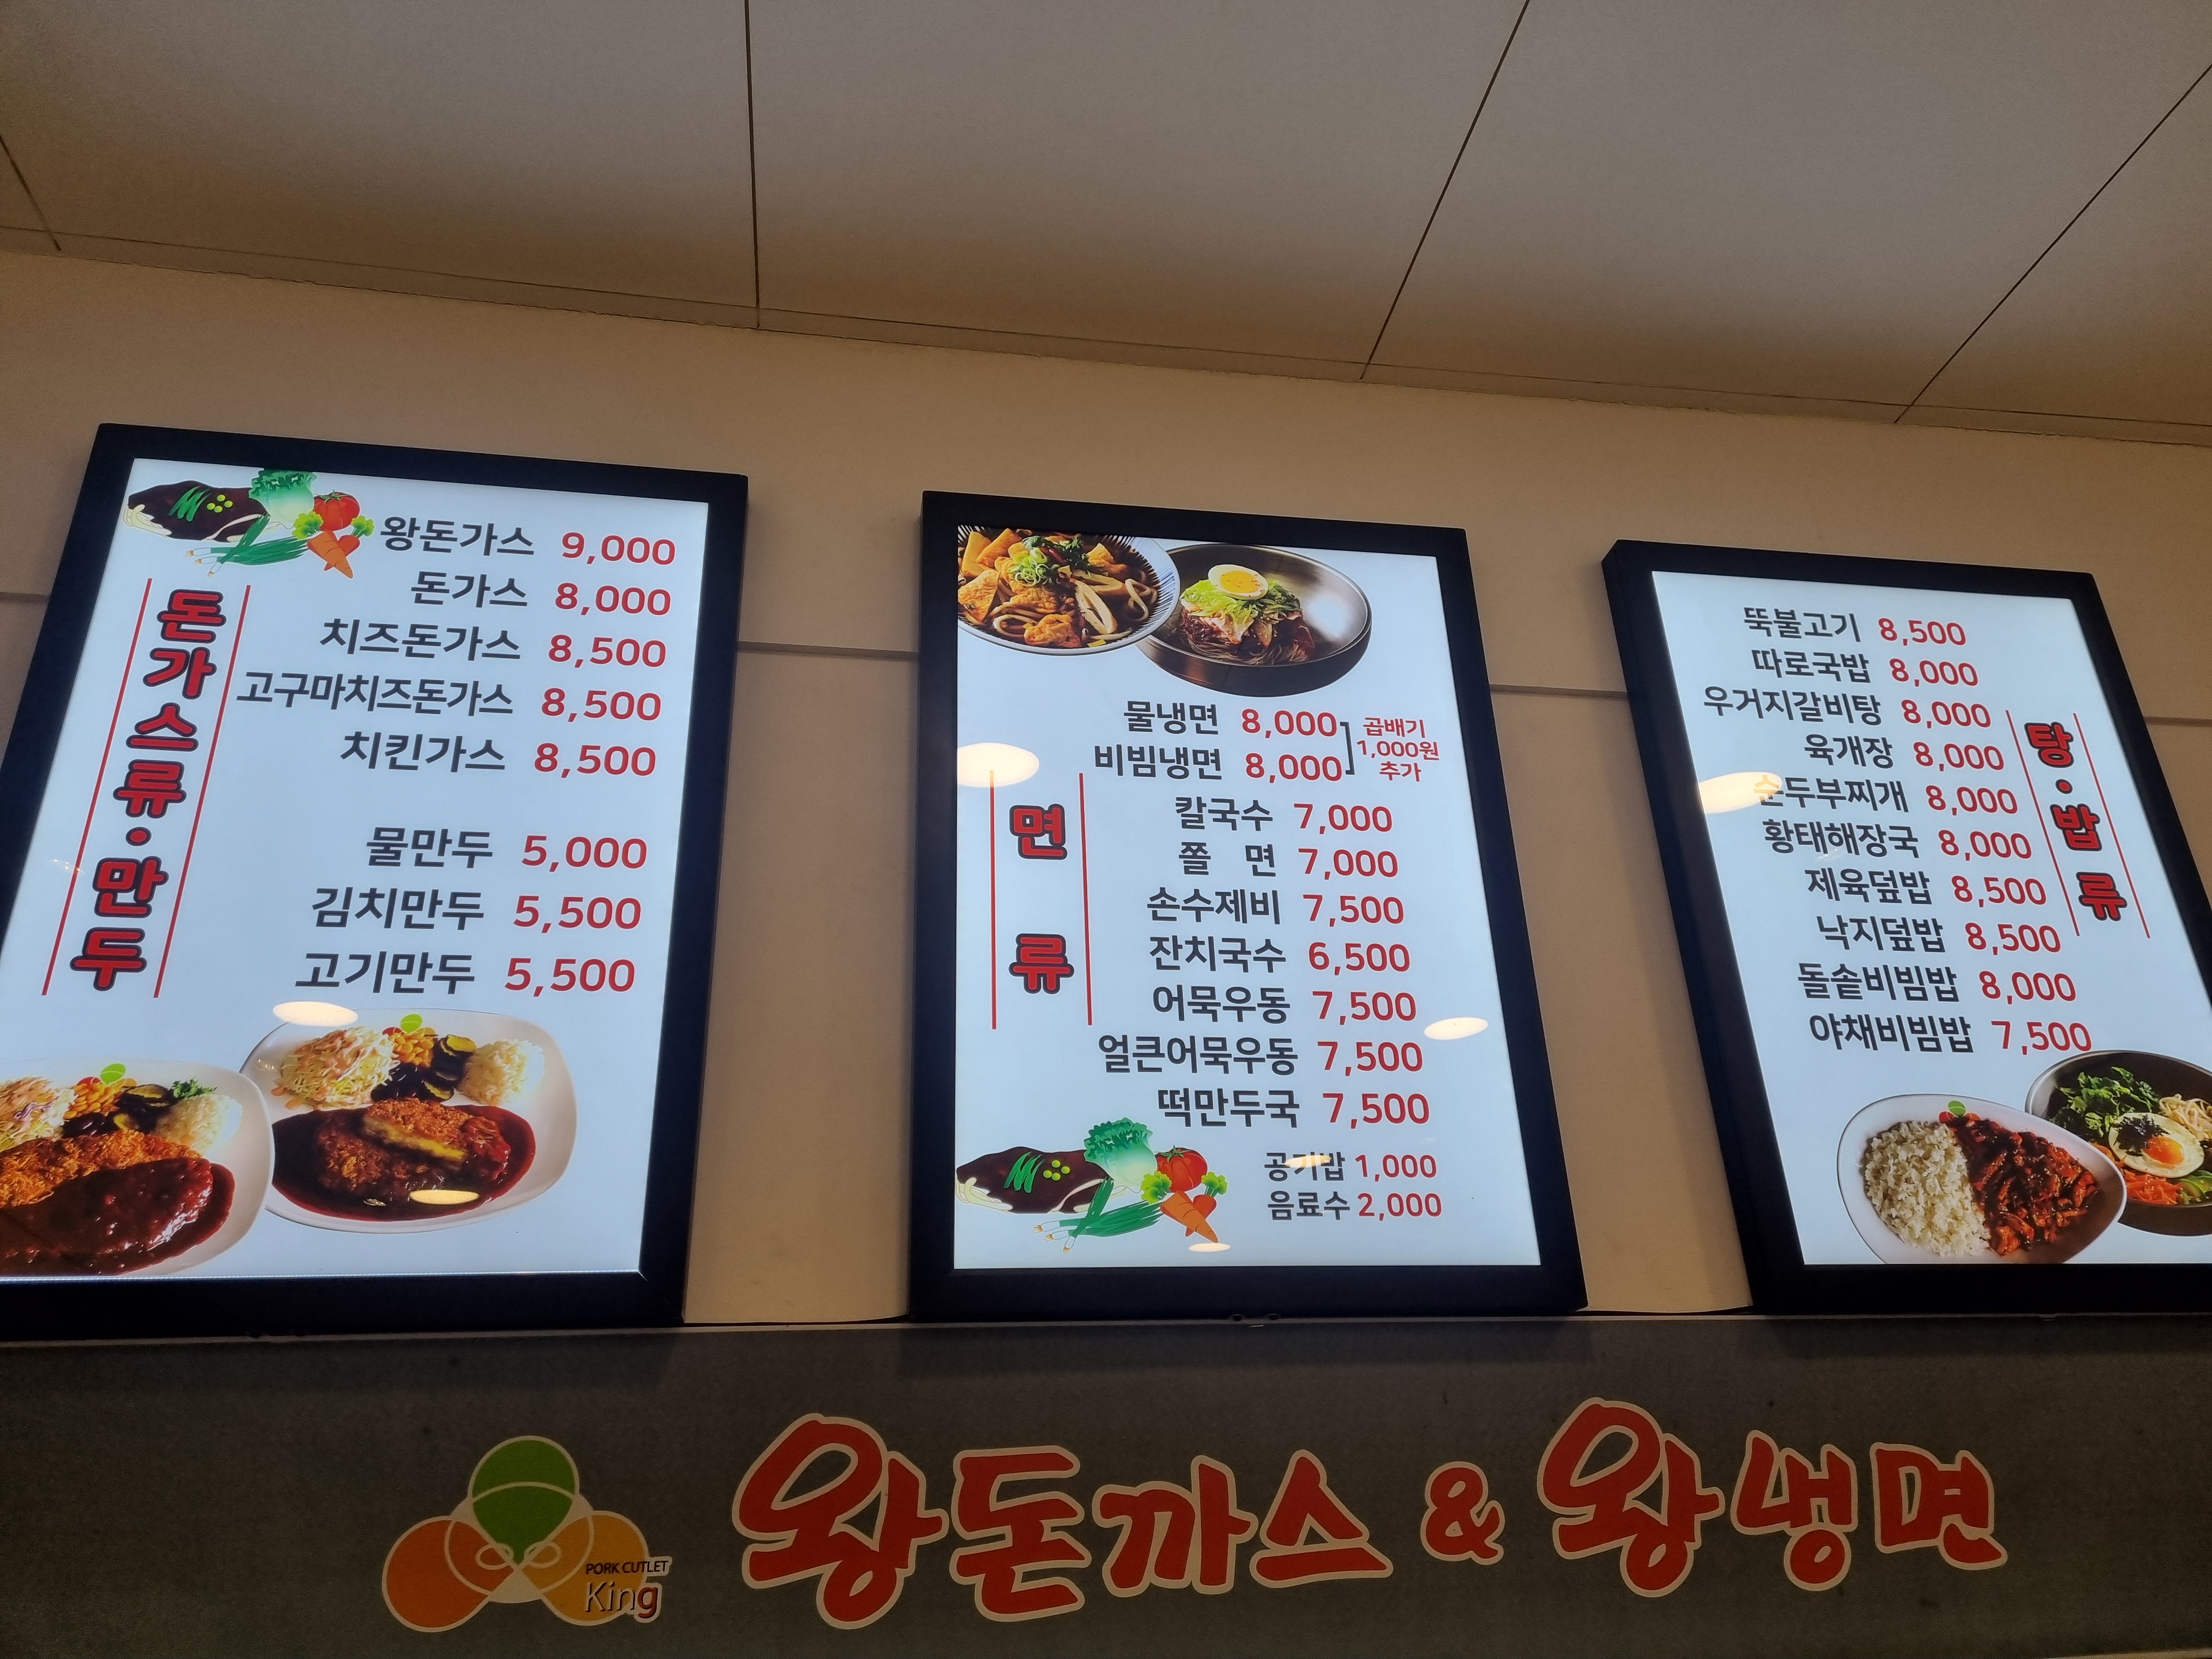 돈가스류·만두
왕돈가스 9,000
돈가스 8,000
치즈돈가스 8,500
고구마치즈돈가스 8,500
치킨가스 8,500
물만두 5,000
김치만두 5,500
고기만두 5,500
면류
물냉면 8,000
비빔냉면 8,000
곱배기
1,000원
추가
칼국수 7,000
쫄 면 7,000
손수제비 7,500
잔치국수 6,500
어묵우동 7,500
얼큰어묵우동 7,500
떡만두국 7,500
공기밥 1,000
음료수 2,000
탕·밥류
뚝불고기 8,500
따로국밥 8,000
우거지갈비탕 8,000
육개장 8,000
순두부찌개 8,000
황태해장국 8,000
제육덮밥 8,500
낙지덮밥 8,500
돌솥비빔밥 8,000
야채비빔밥 7,500
PORK CUTLET
King
왕돈까스 & 왕냉면